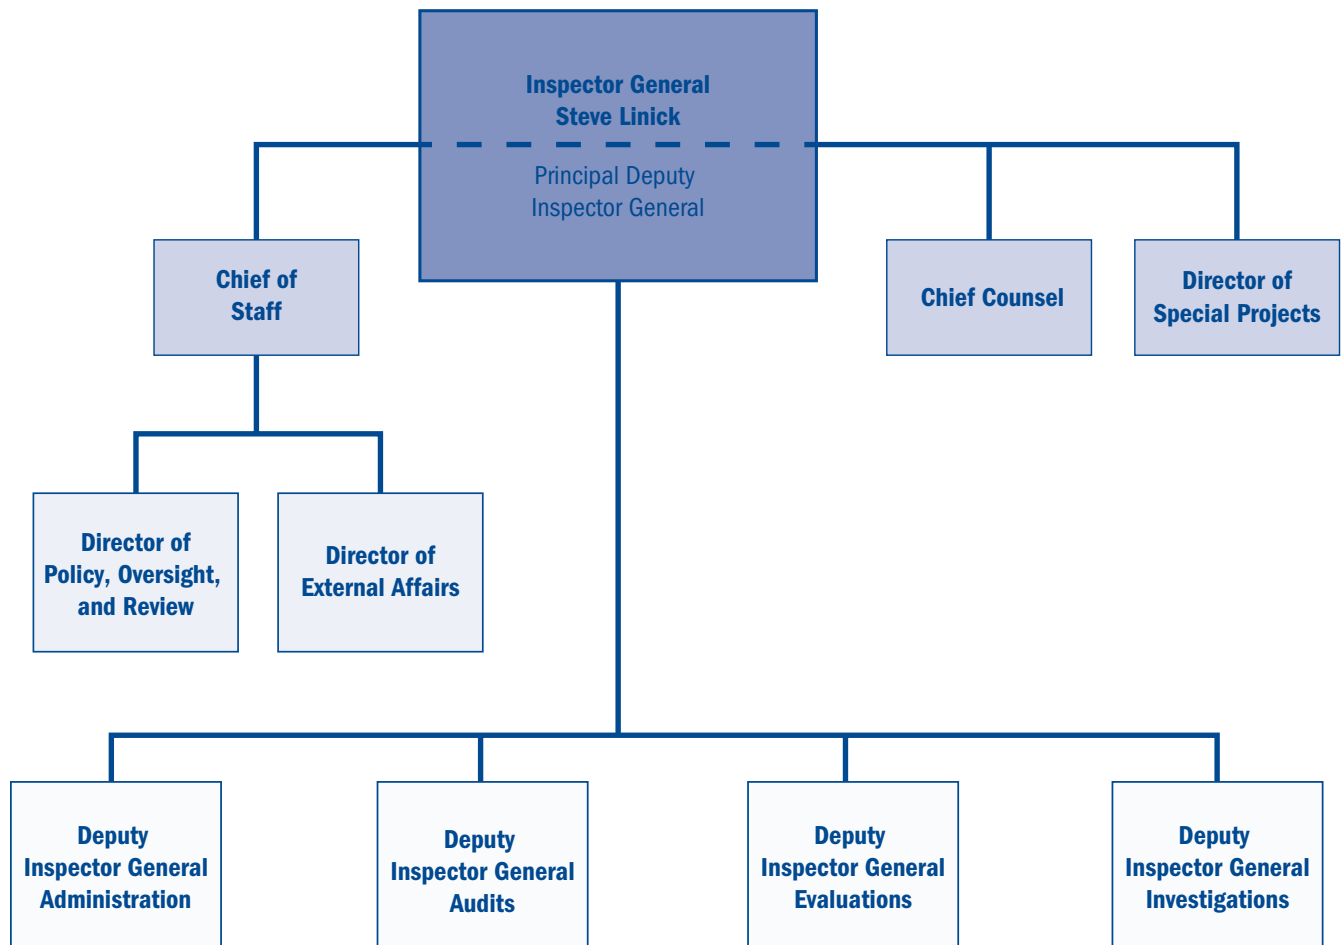 Inspector General
Steve Linick
Principal Deputy
Inspector General
Chief of
Staff
Chief Counsel
Director of
Special Projects
Director of
Policy, Oversight,
and Review
Director of
External Affairs
Deputy
Inspector General
Administration
Deputy
Inspector General
Audits
Deputy
Inspector General
Evaluations
Deputy
Inspector General
Investigations